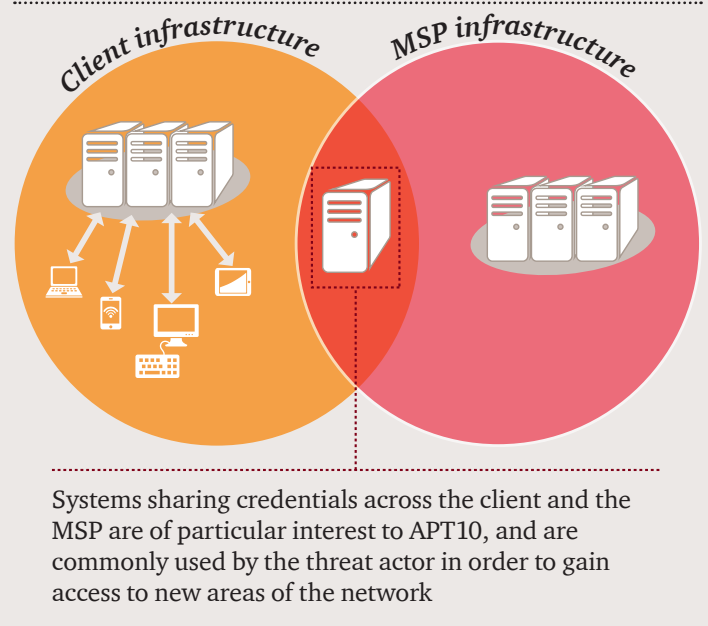 Client infrastructure
MSP infrastructure
Systems sharing credentials across the client and the
MSP are of particular interest to APT10, and are
commonly used by the threat actor in order to gain
access to new areas of the network